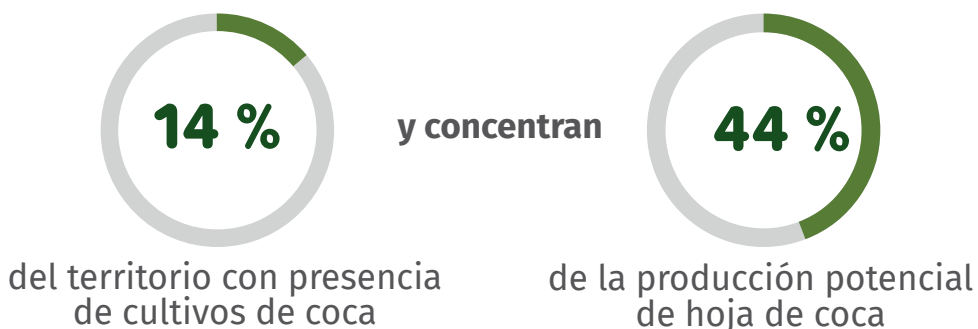 14 %
del territorio con presencia
de cultivos de coca
y concentran
44 %
de la producción potencial
de hoja de coca